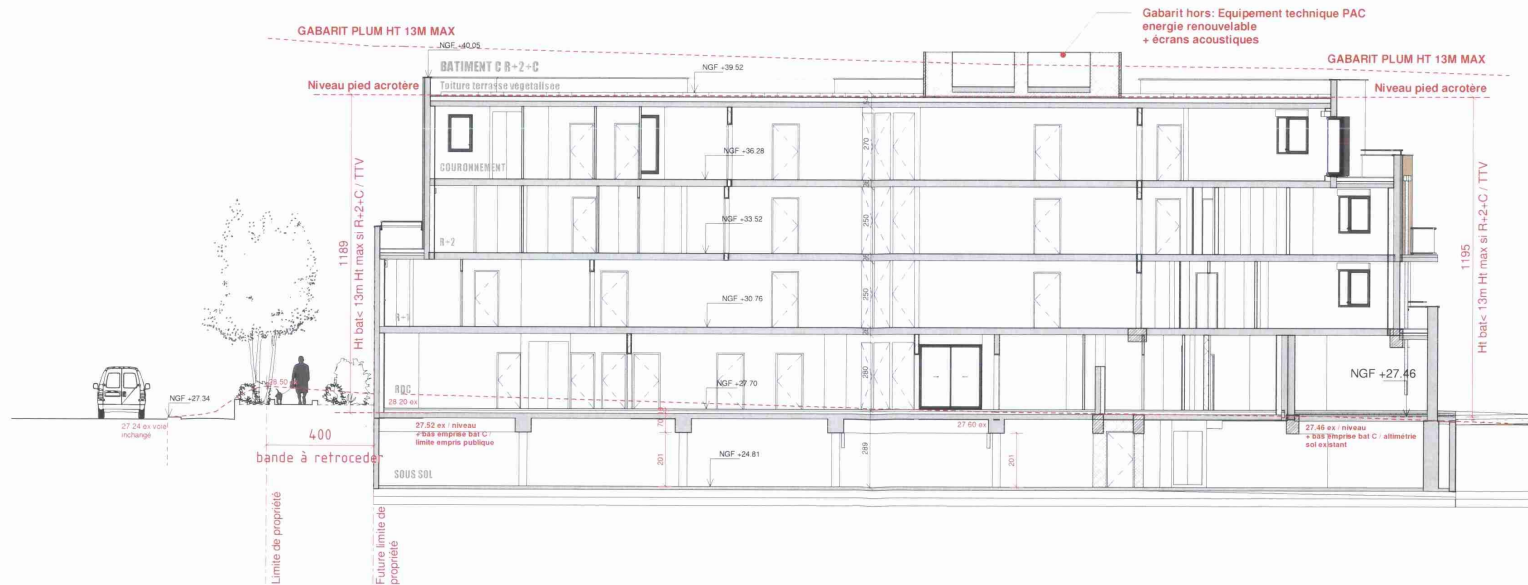 Gabarit hors: Equipement technique PAC
energie renouvelable
+ écrans acoustiques
GABARIT PLUM HT 13M MAX
NGF +40.05
GABARIT PLUM HT 13M MAX
BATIMENT C R+2+C
NGF +39.52
Niveau pied acrotère
Toiture terrasse végétalisée
Niveau pied acrotère
270
NGF +36.28
COURONNEMENT
1189
Ht bat< 13m Ht max si R+2+C / TTV
1195
Ht bat< 13m Ht max si R+2+C / TTV
250
NGF +33.52
R+2
250
NGF +30.76
R+1
280
NGF +27.70
RDC
28.50
28.20 ex
NGF +27.46
NGF +27.34
27.24 ex voie
inchangé
400
bande à retroceder
27.52 ex / niveau
+ bas emprise bat C /
limite empris publique
27.60 ex
27.46 ex / niveau
+ bas emprise bat C / altimétrie
sol existant
201
NGF +24.81
289
201
SOUS SOL
Limite de propriété
Future limite de
propriété